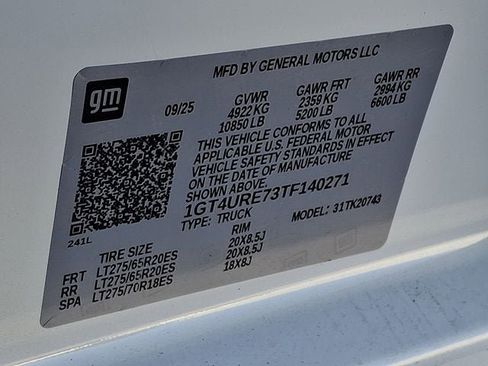 MFD BY GENERAL MOTORS LLC
gm
09/25 GVWR GAWR FRT GAWR RR
4922 KG 2359 KG 2994 KG
10850 LB 5200 LB 6600 LB
THIS VEHICLE CONFORMS TO ALL
APPLICABLE U.S. FEDERAL MOTOR
VEHICLE SAFETY STANDARDS IN EFFECT
ON THE DATE OF MANUFACTURE
SHOWN ABOVE.
1GT4URE73TF140271
TYPE: TRUCK MODEL: 31TK20743
241L
TIRE SIZE RIM
FRT LT275/65R20ES 20X8.5J
RR LT275/65R20ES 20X8.5J
SPA LT275/70R18ES 18X8J